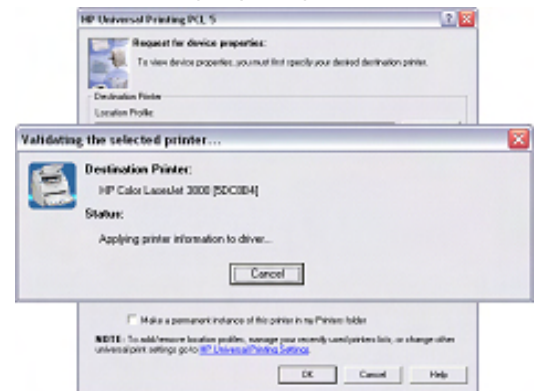 HP Universal Printing PCL 5
Request for device properties:
To view device properties, you must first specify your desired destination printer.
Destination Printer
Location Profile:
Validating the selected printer...
Destination Printer:
HP Color LaserJet 3800 [5DC8D4]
Status:
Applying printer information to driver...
Cancel
Make a permanent instance of this printer in my Printers folder
NOTE: To add/remove location profiles, manage your recently used printers lists, or change other
universal print settings go to HP Universal Printing Settings.
OK Cancel Help